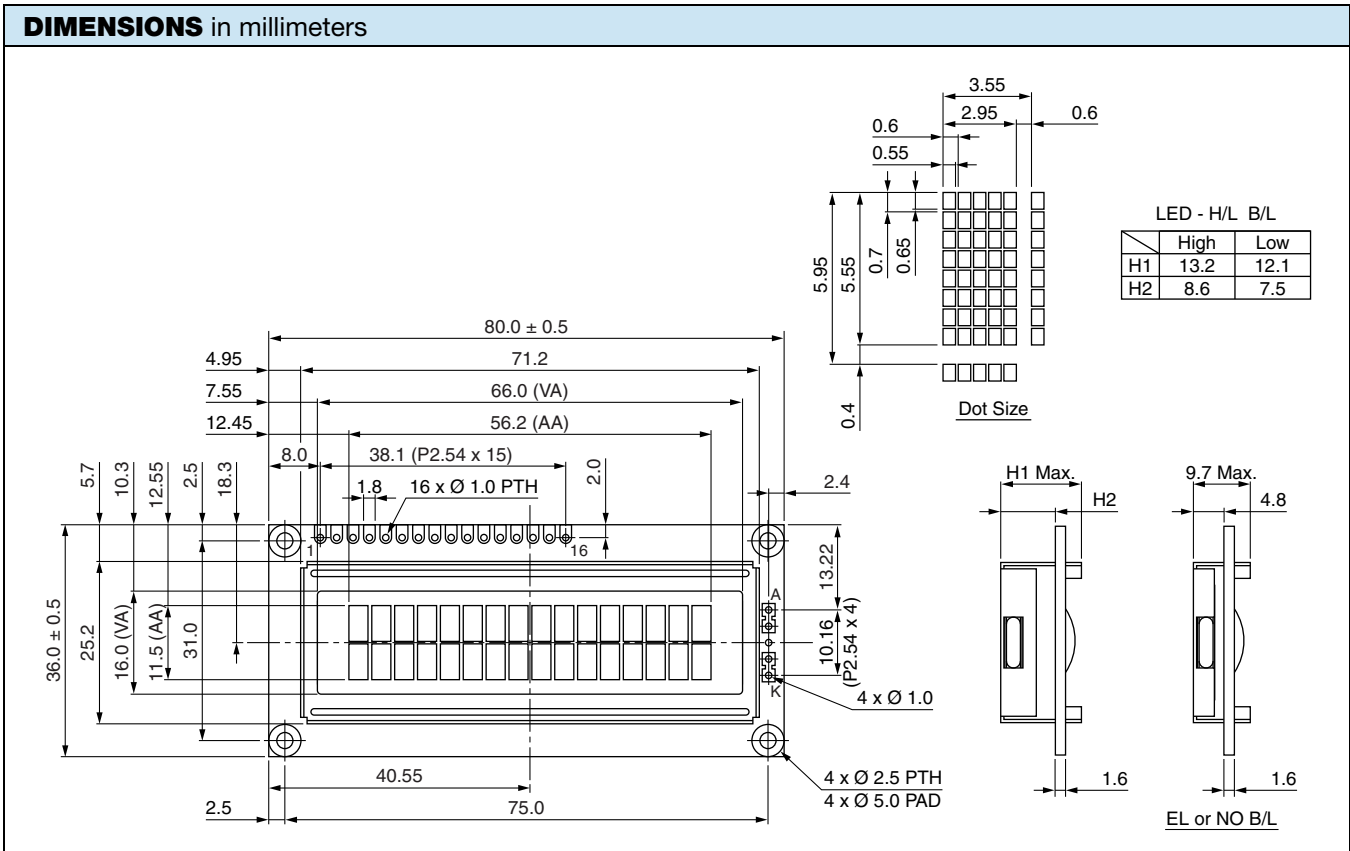 DIMENSIONS in millimeters
3.55
2.95
0.6
0.6
0.55
5.95
5.55
0.7
0.65
0.4
Dot Size
LED - H/L B/L
High Low
H1 13.2 12.1
H2 8.6 7.5
80.0 ± 0.5
4.95
71.2
7.55
66.0 (VA)
12.45
56.2 (AA)
8.0
38.1 (P2.54 x 15)
1.8
16 x Ø 1.0 PTH
2.0
2.4
5.7
10.3
12.55
2.5
18.3
1
16
13.22
A
10.16
(P2.54 x 4)
K
4 x Ø 1.0
36.0 ± 0.5
25.2
16.0 (VA)
11.5 (AA)
31.0
40.55
2.5
75.0
4 x Ø 2.5 PTH
4 x Ø 5.0 PAD
H1 Max.
H2
1.6
9.7 Max.
4.8
1.6
EL or NO B/L